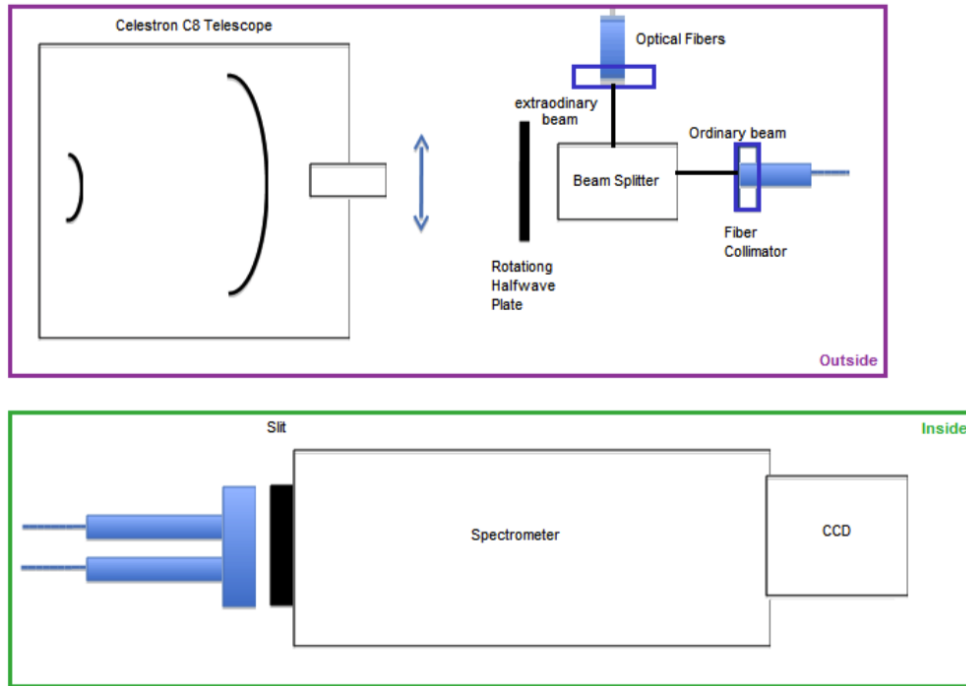 Celestron C8 Telescope
Optical Fibers
extraodinary
beam
Ordinary beam
Beam Splitter
Fiber
Collimator
Rotationg
Halfwave
Plate
Outside
Slit
Inside
Spectrometer
CCD